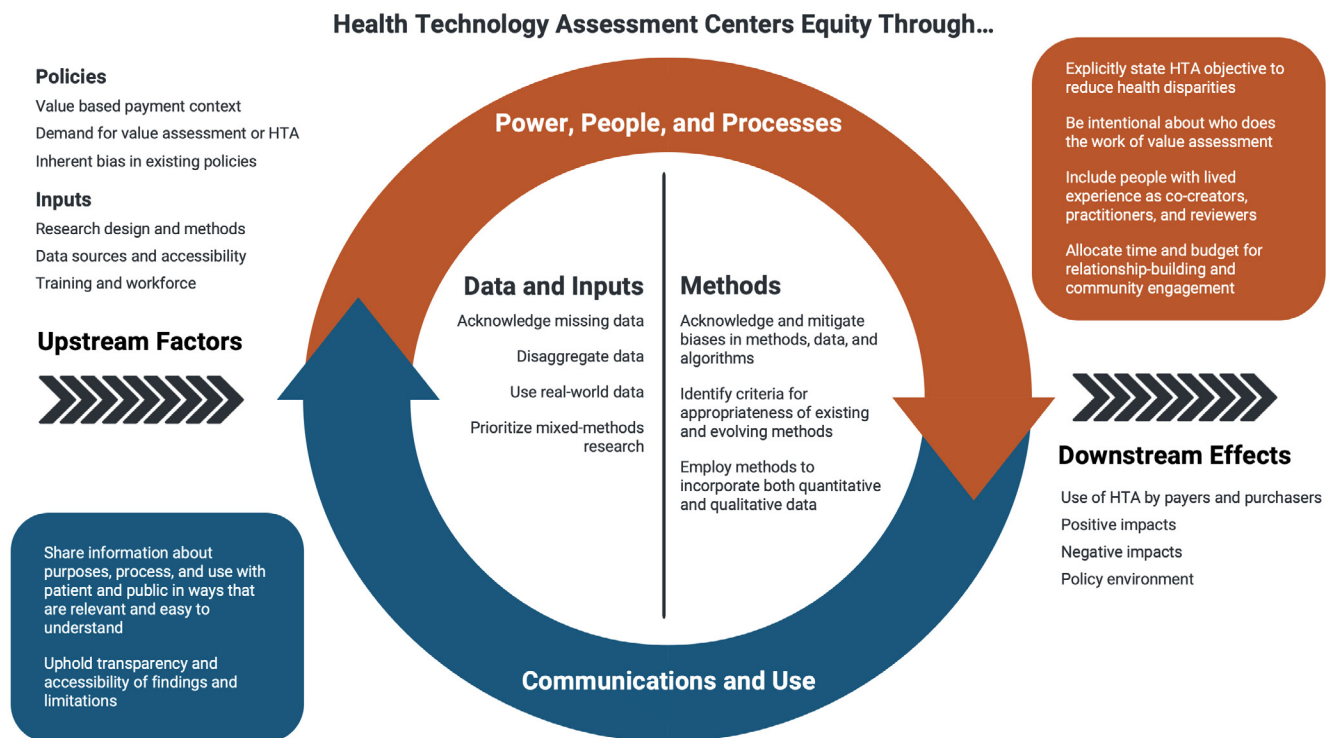 Health Technology Assessment Centers Equity Through…
Policies
Value based payment context
Demand for value assessment or HTA
Inherent bias in existing policies
Inputs
Research design and methods
Data sources and accessibility
Training and workforce
Upstream Factors
Power, People, and Processes
Explicitly state HTA objective to
reduce health disparities
Be intentional about who does
the work of value assessment
Include people with lived
experience as co-creators,
practitioners, and reviewers
Allocate time and budget for
relationship-building and
community engagement
Data and Inputs
Acknowledge missing data
Disaggregate data
Use real-world data
Prioritize mixed-methods
research
Methods
Acknowledge and mitigate
biases in methods, data, and
algorithms
Identify criteria for
appropriateness of existing
and evolving methods
Employ methods to
incorporate both quantitative
and qualitative data
Downstream Effects
Use of HTA by payers and purchasers
Positive impacts
Negative impacts
Policy environment
Share information about
purposes, process, and use with
patient and public in ways that
are relevant and easy to
understand
Uphold transparency and
accessibility of findings and
limitations
Communications and Use